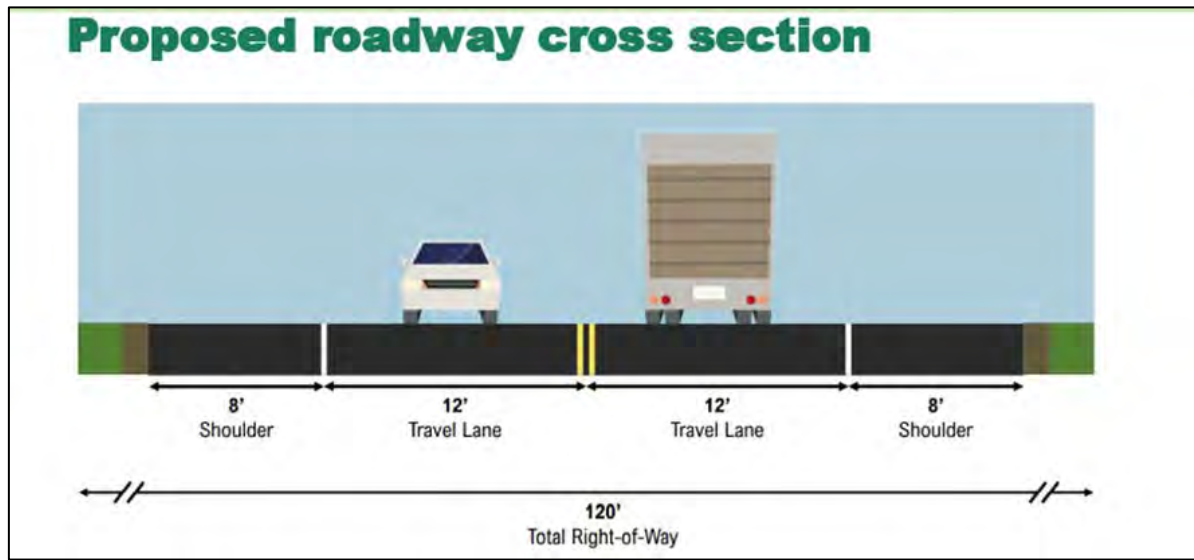 Proposed roadway cross section
8' 12' 12' 8'
Shoulder Travel Lane Travel Lane Shoulder
120'
Total Right-of-Way